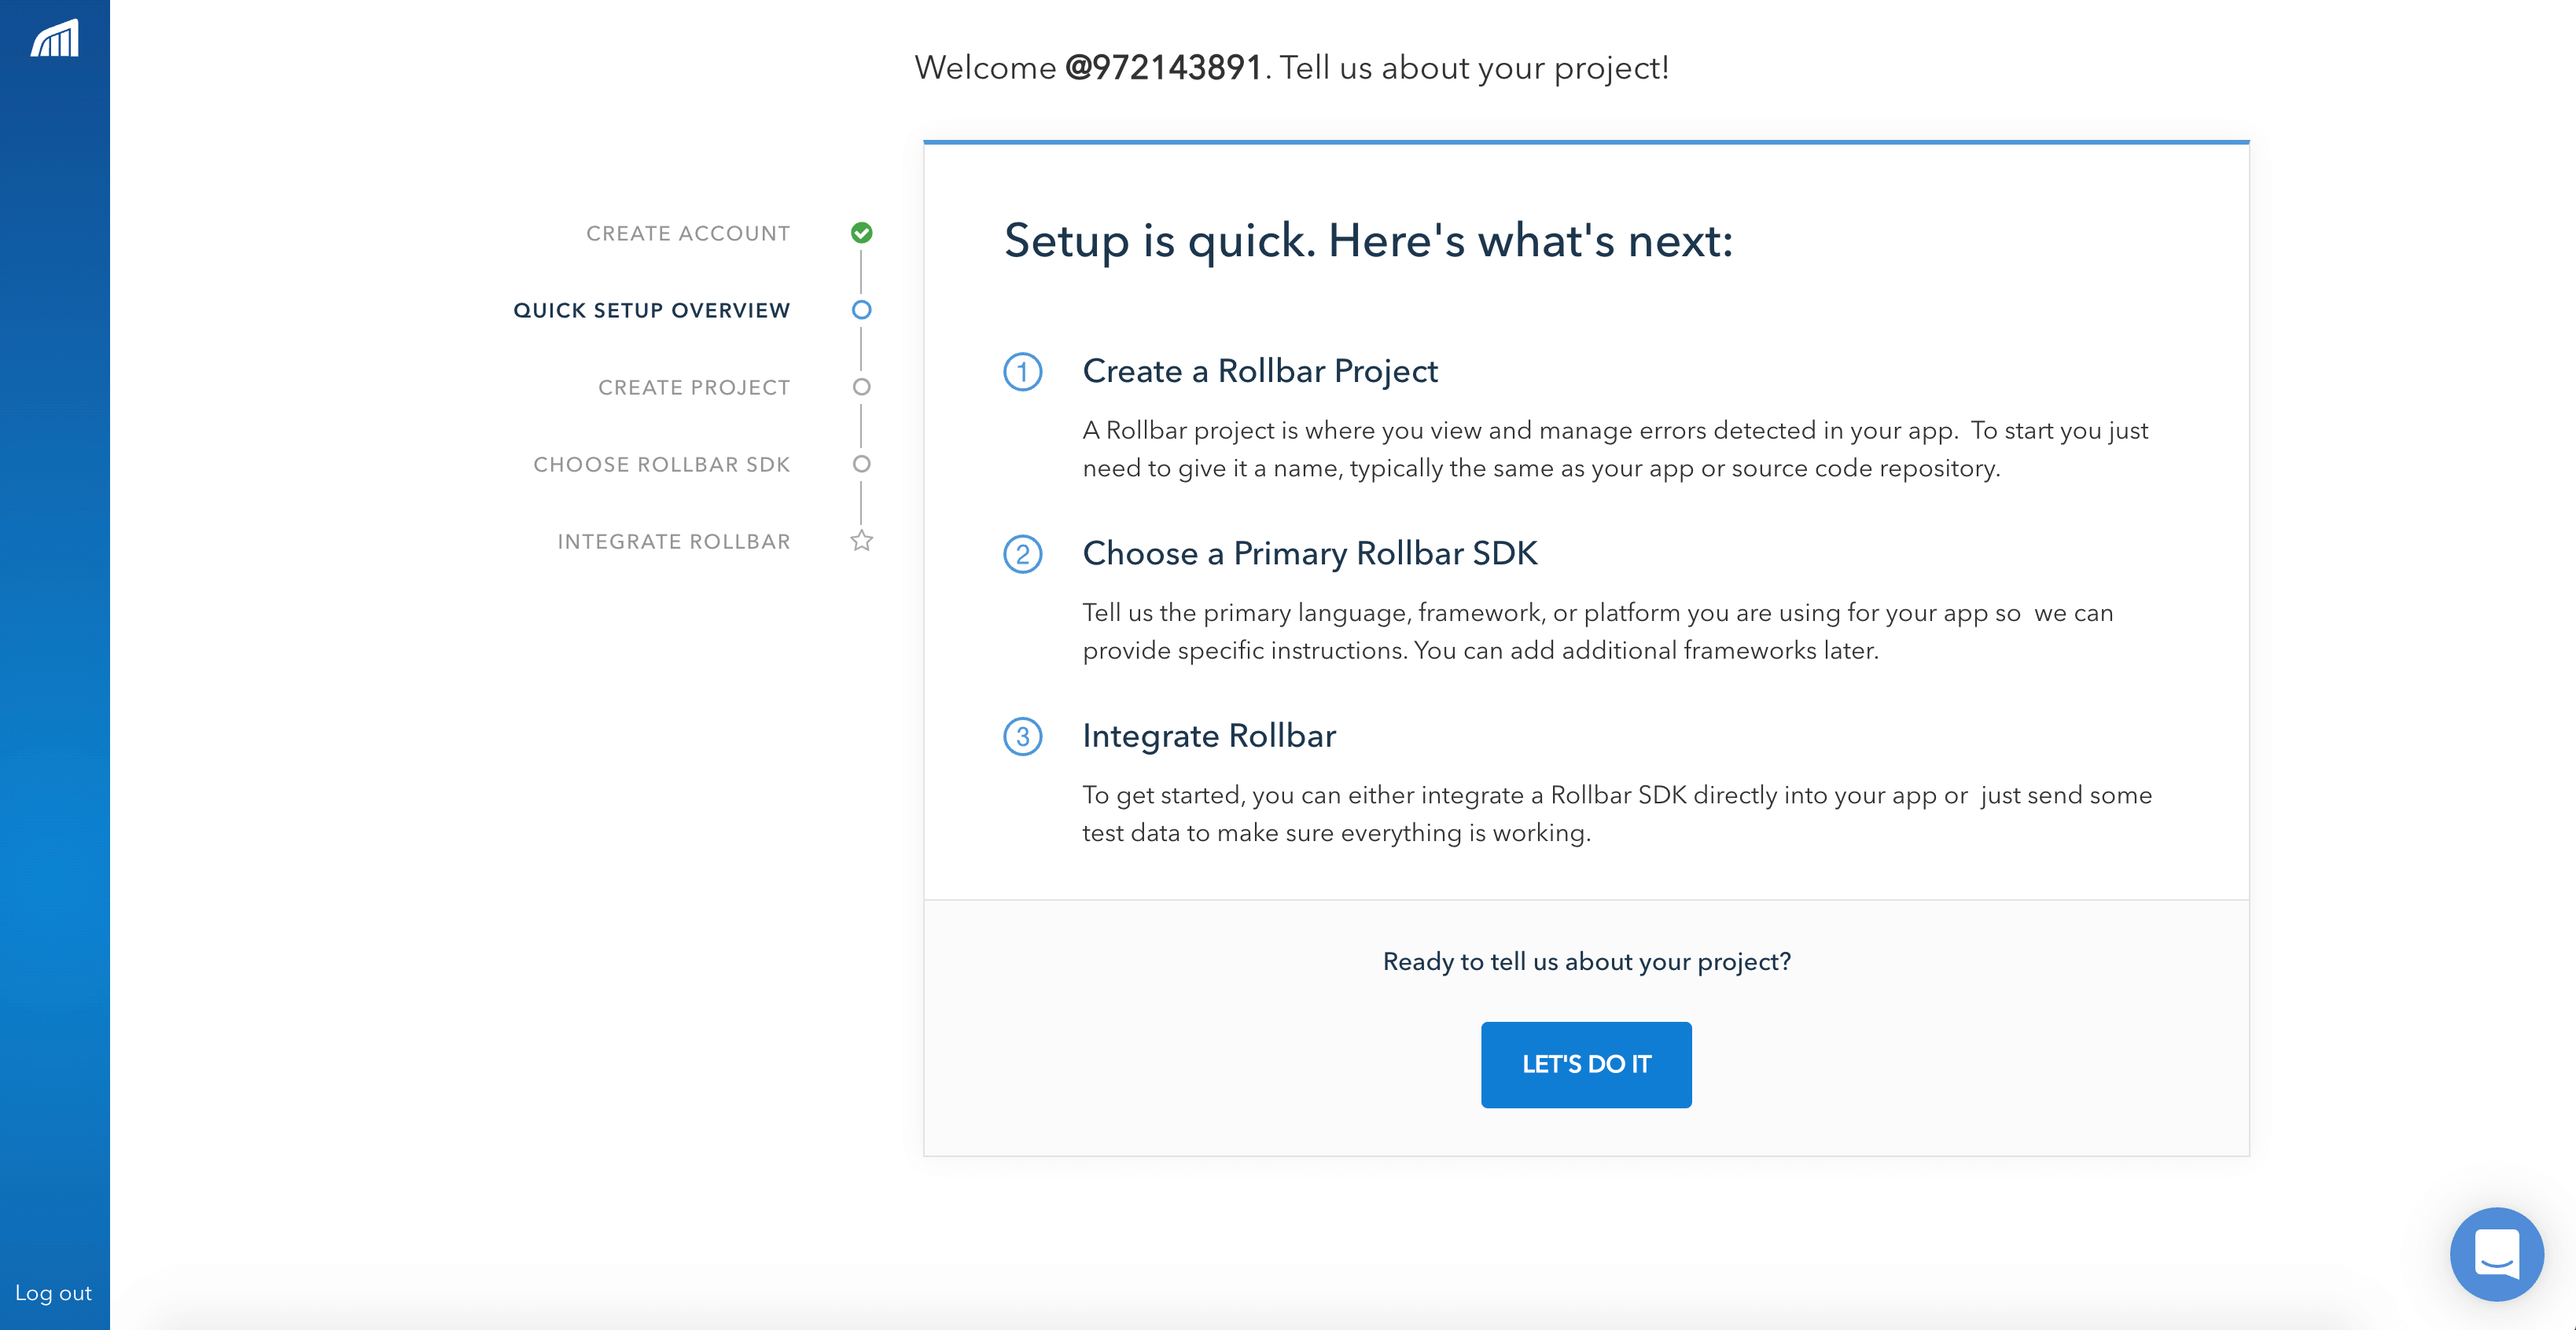 Welcome @972143891. Tell us about your project!
CREATE ACCOUNT
QUICK SETUP OVERVIEW
CREATE PROJECT
CHOOSE ROLLBAR SDK
INTEGRATE ROLLBAR
Setup is quick. Here's what's next:
1 Create a Rollbar Project
A Rollbar project is where you view and manage errors detected in your app.  To start you just
need to give it a name, typically the same as your app or source code repository.
2 Choose a Primary Rollbar SDK
Tell us the primary language, framework, or platform you are using for your app so  we can
provide specific instructions. You can add additional frameworks later.
3 Integrate Rollbar
To get started, you can either integrate a Rollbar SDK directly into your app or  just send some
test data to make sure everything is working.
Ready to tell us about your project?
LET'S DO IT
Log out